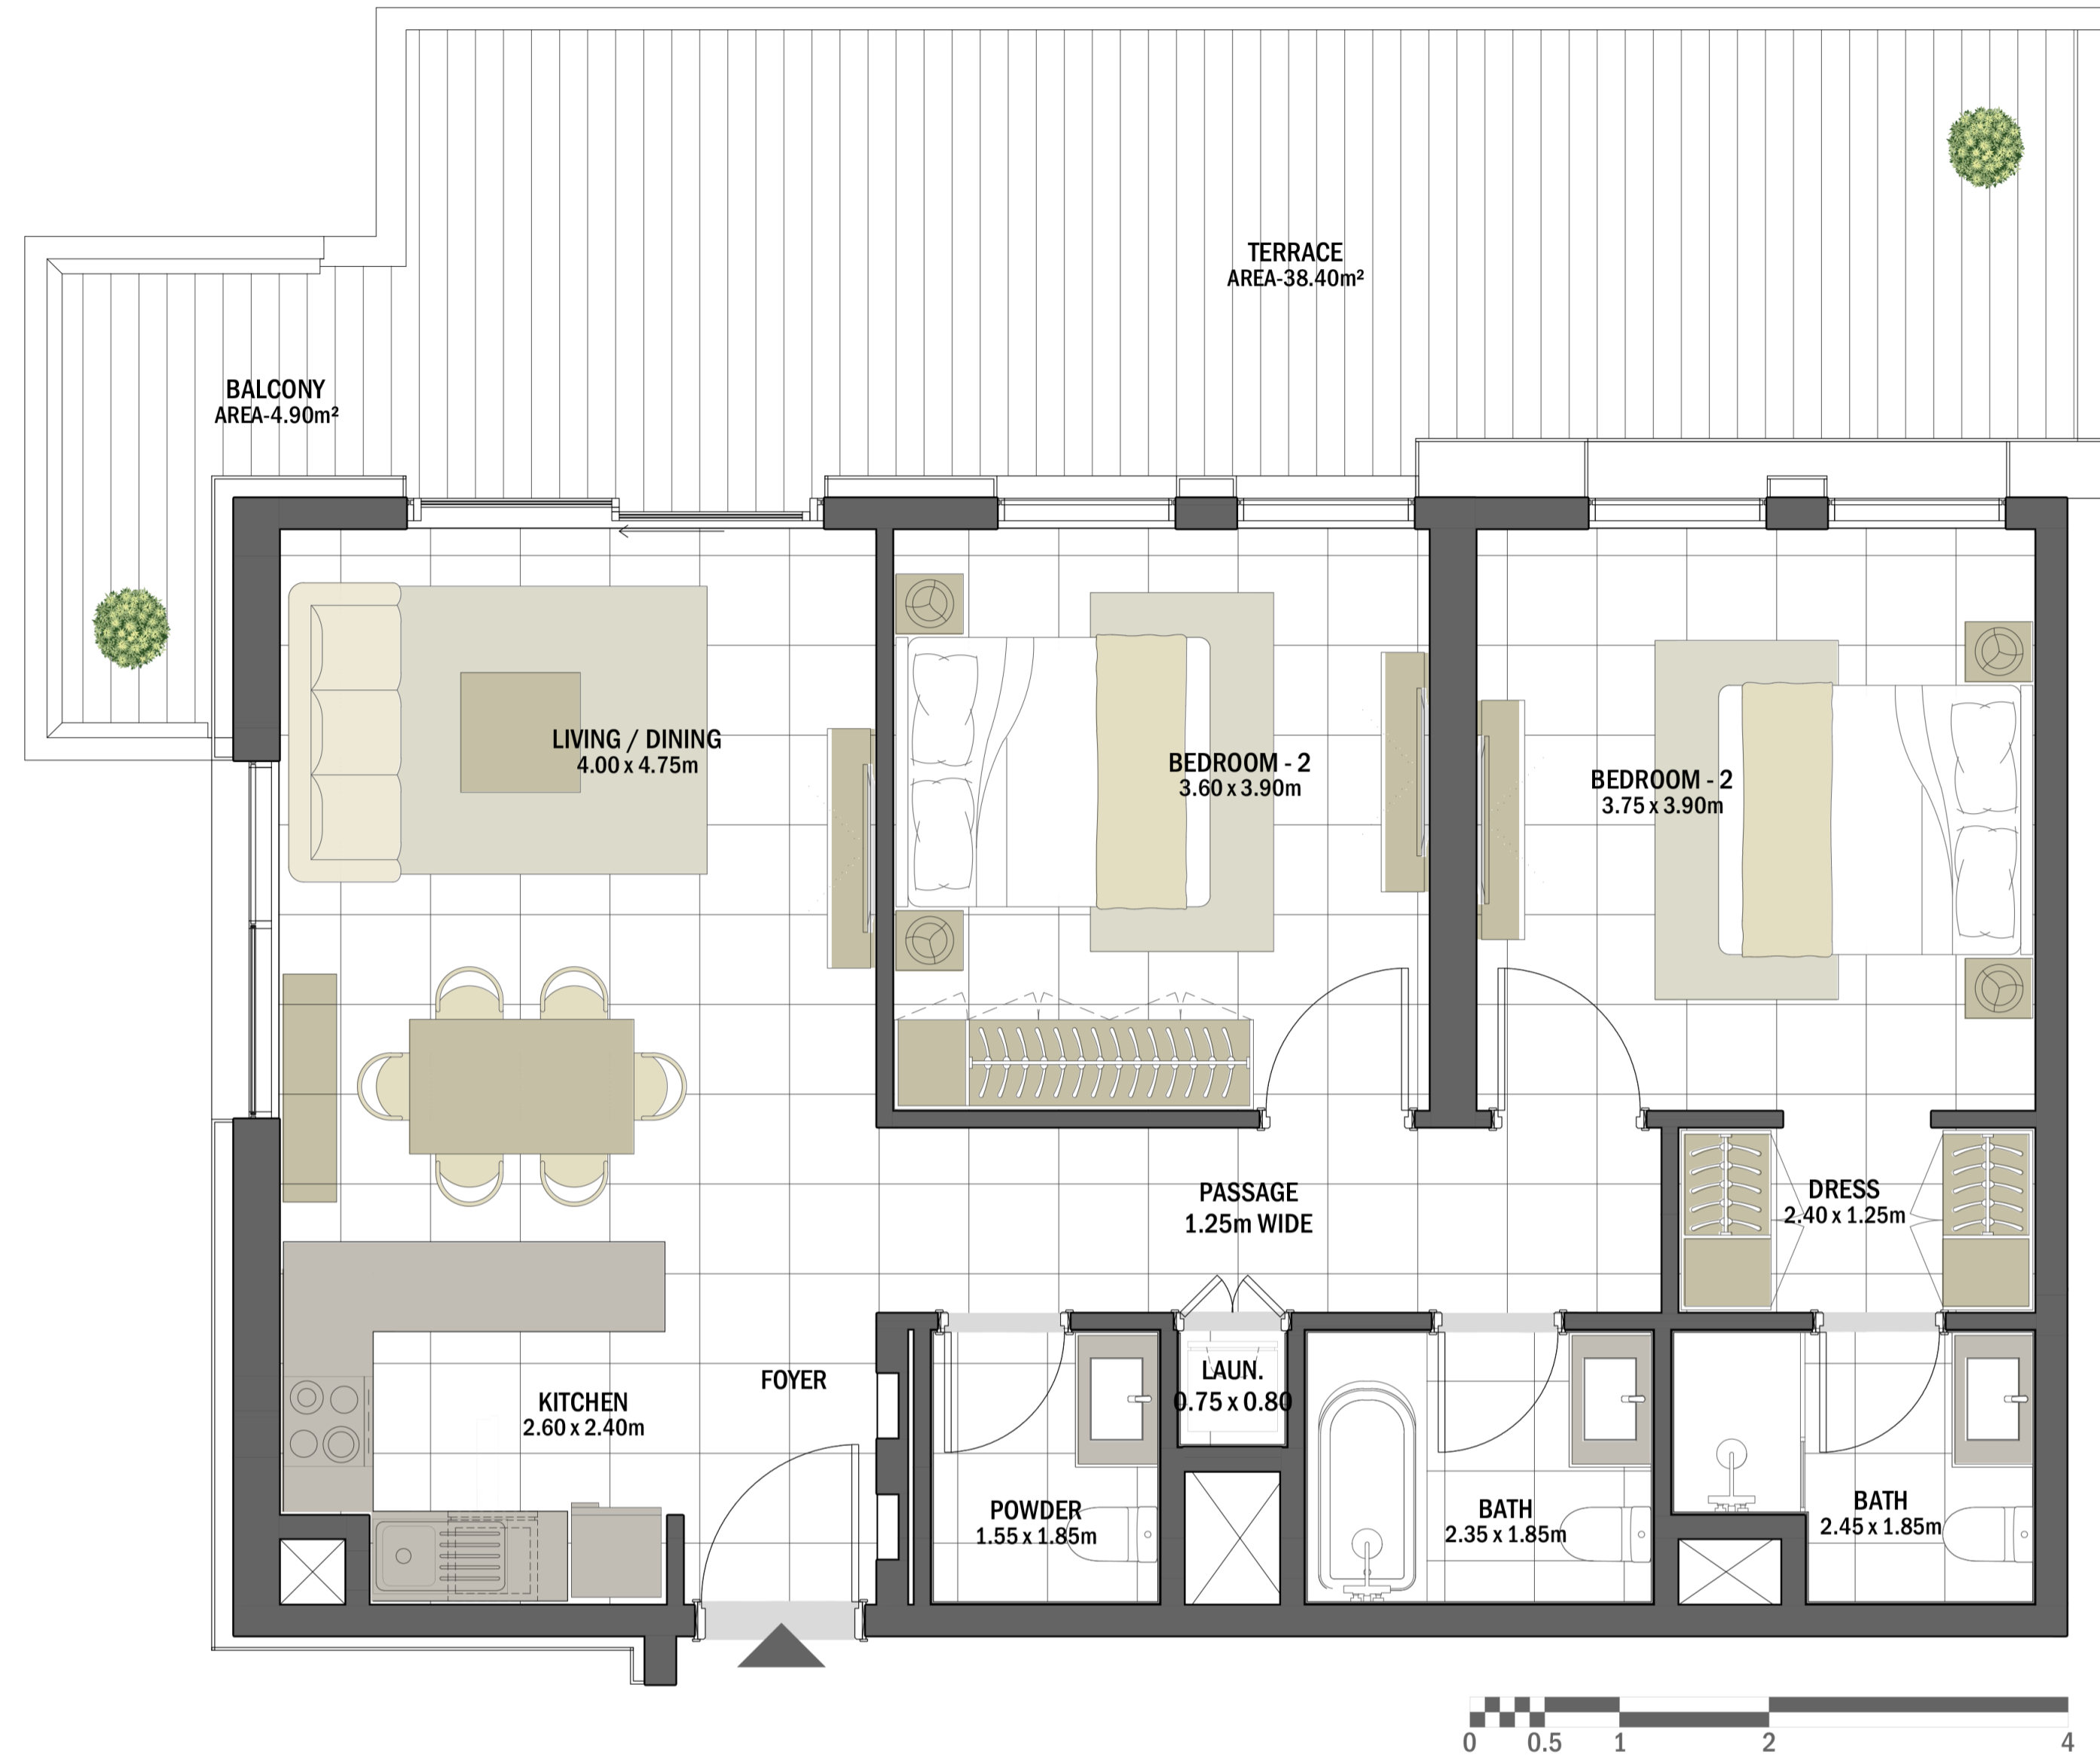 TERRACE
AREA-38.40m²
BALCONY
AREA-4.90m²
LIVING / DINING
4.00 x 4.75m
BEDROOM - 2
3.60 x 3.90m
BEDROOM - 2
3.75 x 3.90m
PASSAGE
1.25m WIDE
DRESS
2.40 x 1.25m
FOYER
KITCHEN
2.60 x 2.40m
LAUN.
0.75 x 0.80
POWDER
1.55 x 1.85m
BATH
2.35 x 1.85m
BATH
2.45 x 1.85m
0 0.5 1 2 4